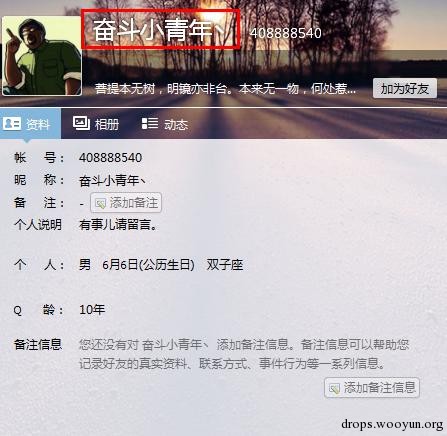 奋斗小青年丶 408888540
菩提本无树，明镜亦非台。本来无一物，何处惹... 加为好友
资料 相册 动态
帐 号： 408888540
昵 称： 奋斗小青年丶
备 注： - 添加备注
个人说明 有事儿请留言。
个 人： 男 6月6日(公历生日) 双子座
Q 龄： 10年
备注信息 您还没有对 奋斗小青年丶 添加备注信息。备注信息可以帮助您
记录好友的真实资料、联系方式、事件行为等一系列信息。
添加备注信息
drops.wooyun.org